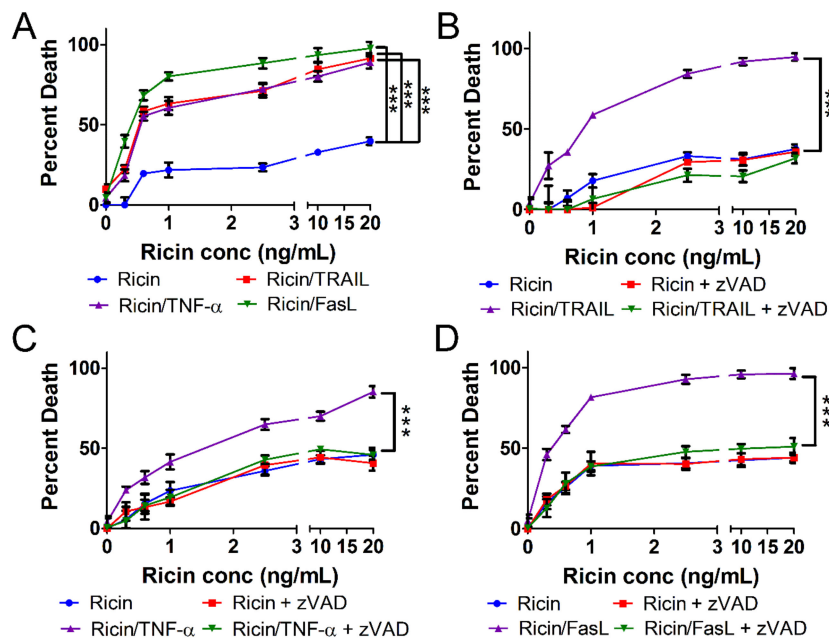 A
Percent Death
100
50
0
0 1 2 3 10 15 20
Ricin conc (ng/mL)
***
***
***
Ricin Ricin/TRAIL
Ricin/TNF-α Ricin/FasL
B
Percent Death
100
50
0
0 1 2 3 10 15 20
Ricin conc (ng/mL)
***
Ricin Ricin + zVAD
Ricin/TRAIL Ricin/TRAIL + zVAD
C
Percent Death
100
50
0
0 1 2 3 10 15 20
Ricin conc (ng/mL)
***
Ricin Ricin + zVAD
Ricin/TNF-α Ricin/TNF-α + zVAD
D
Percent Death
100
50
0
0 1 2 3 10 15 20
Ricin conc (ng/mL)
***
Ricin Ricin + zVAD
Ricin/FasL Ricin/FasL + zVAD